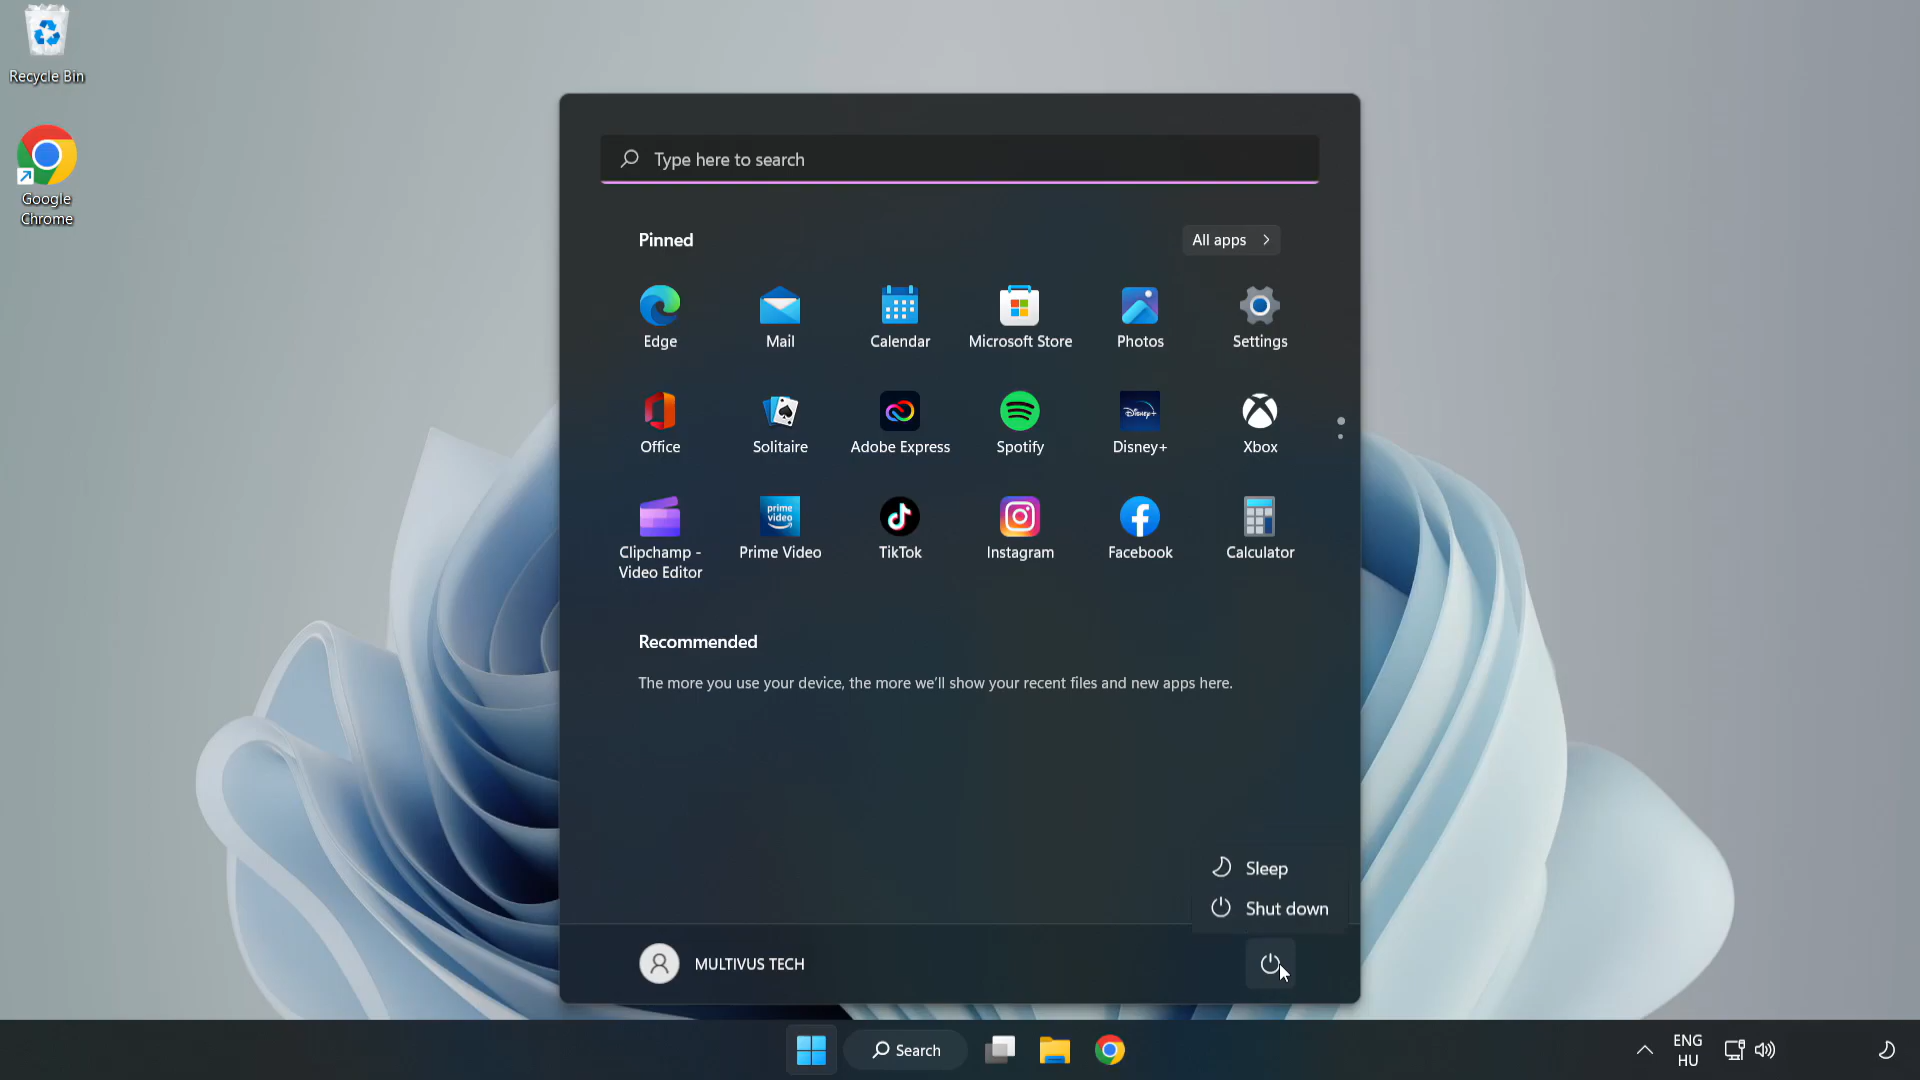 Recycle Bin
Google
Chrome
Type here to search
Pinned
All apps
Edge
Mail
Calendar
Microsoft Store
Photos
Settings
Office
Solitaire
Adobe Express
Spotify
Disney+
Disney+
Xbox
Clipchamp -
Video Editor
prime
video
Prime Video
TikTok
Instagram
Facebook
Calculator
Recommended
The more you use your device, the more we'll show your recent files and new apps here.
Sleep
Shut down
MULTIVUS TECH
Search
ENG
HU